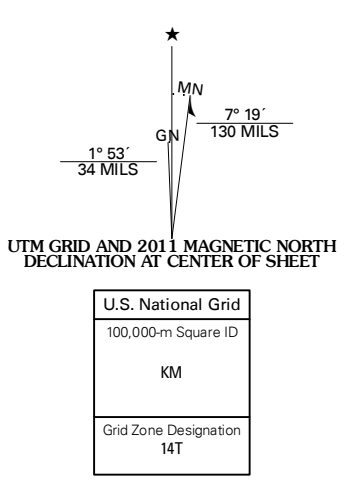 ★
MN
7° 19´
130 MILS
GN
1° 53´
34 MILS
UTM GRID AND 2011 MAGNETIC NORTH
DECLINATION AT CENTER OF SHEET
U.S. National Grid
100,000-m Square ID
KM
Grid Zone Designation
14T